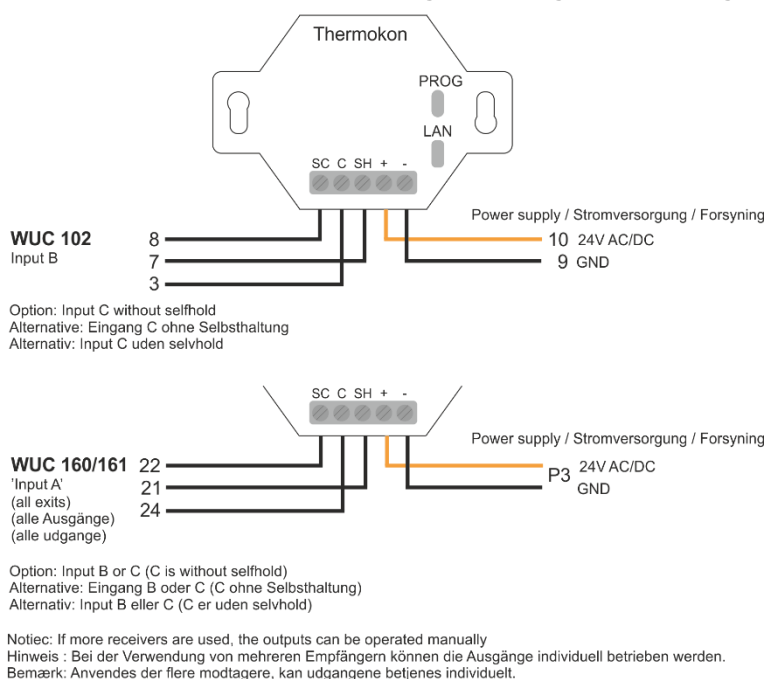 Thermokon
PROG
LAN
SC C SH + -
Power supply / Stromversorgung / Forsyning
WUC 102 8 10 24V AC/DC
Input B 7 9 GND
3
Option: Input C without selfhold
Alternative: Eingang C ohne Selbsthaltung
Alternativ: Input C uden selvhold
SC C SH + -
Power supply / Stromversorgung / Forsyning
WUC 160/161 22 24V AC/DC
P3
'Input A' 21 GND
(all exits) 24
(alle Ausgänge)
(alle udgange)
Option: Input B or C (C is without selfhold)
Alternative: Eingang B oder C (C ohne Selbsthaltung)
Alternativ: Input B eller C (C er uden selvhold)
Notiec: If more receivers are used, the outputs can be operated manually
Hinweis : Bei der Verwendung von mehreren Empfängern können die Ausgänge individuell betrieben werden.
Bemærk: Anvendes der flere modtagere, kan udgangene betjenes individuelt.